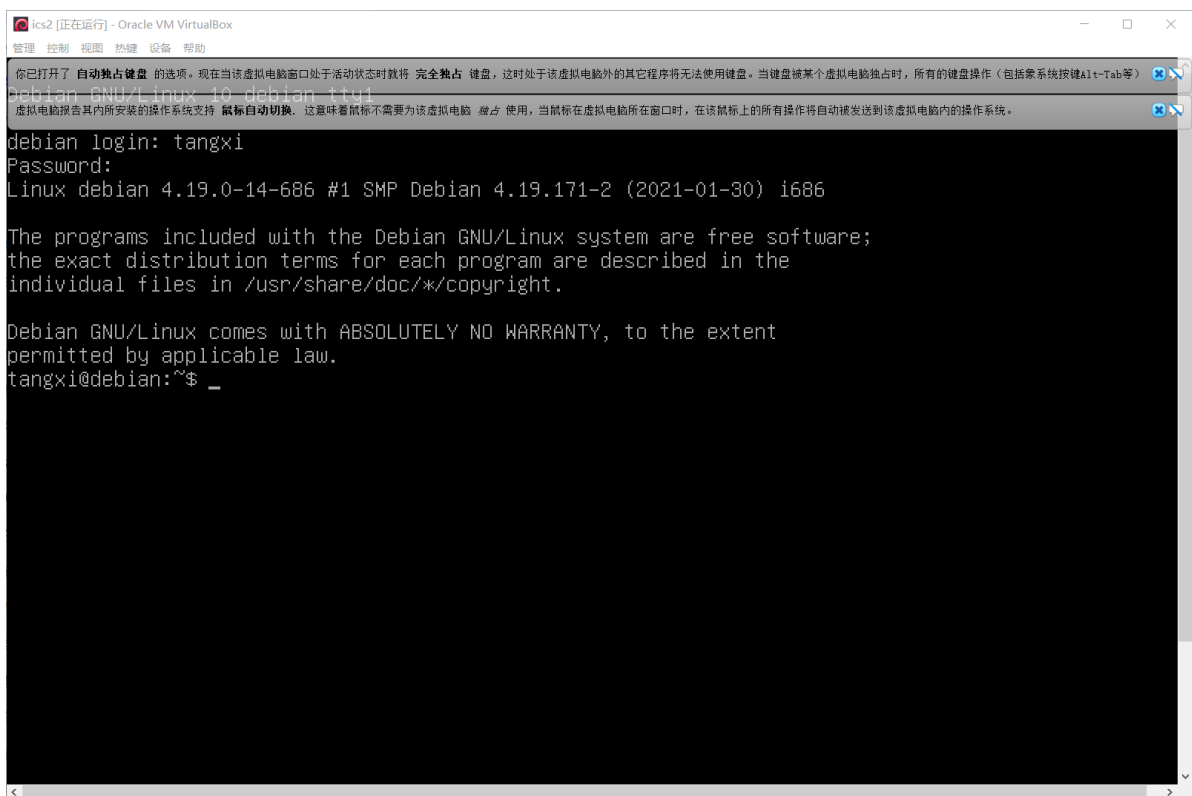 ics2 [正在运行] - Oracle VM VirtualBox
管理 控制 视图 热键 设备 帮助
你已打开了 自动独占键盘 的选项。现在当该虚拟电脑窗口处于活动状态时就将 完全独占 键盘，这时处于该虚拟电脑外的其它程序将无法使用键盘。当键盘被某个虚拟电脑独占时，所有的键盘操作（包括象系统按键Alt-Tab等）
Debian GNU/Linux 10 debian tty1
虚拟电脑报告其内所安装的操作系统支持 鼠标自动切换. 这意味着鼠标不需要为该虚拟电脑 独占 使用，当鼠标在虚拟电脑所在窗口时，在该鼠标上的所有操作将自动被发送到该虚拟电脑内的操作系统。
debian login: tangxi
Password:
Linux debian 4.19.0-14-686 #1 SMP Debian 4.19.171-2 (2021-01-30) i686
The programs included with the Debian GNU/Linux system are free software;
the exact distribution terms for each program are described in the
individual files in /usr/share/doc/*/copyright.
Debian GNU/Linux comes with ABSOLUTELY NO WARRANTY, to the extent
permitted by applicable law.
tangxi@debian:~$ _